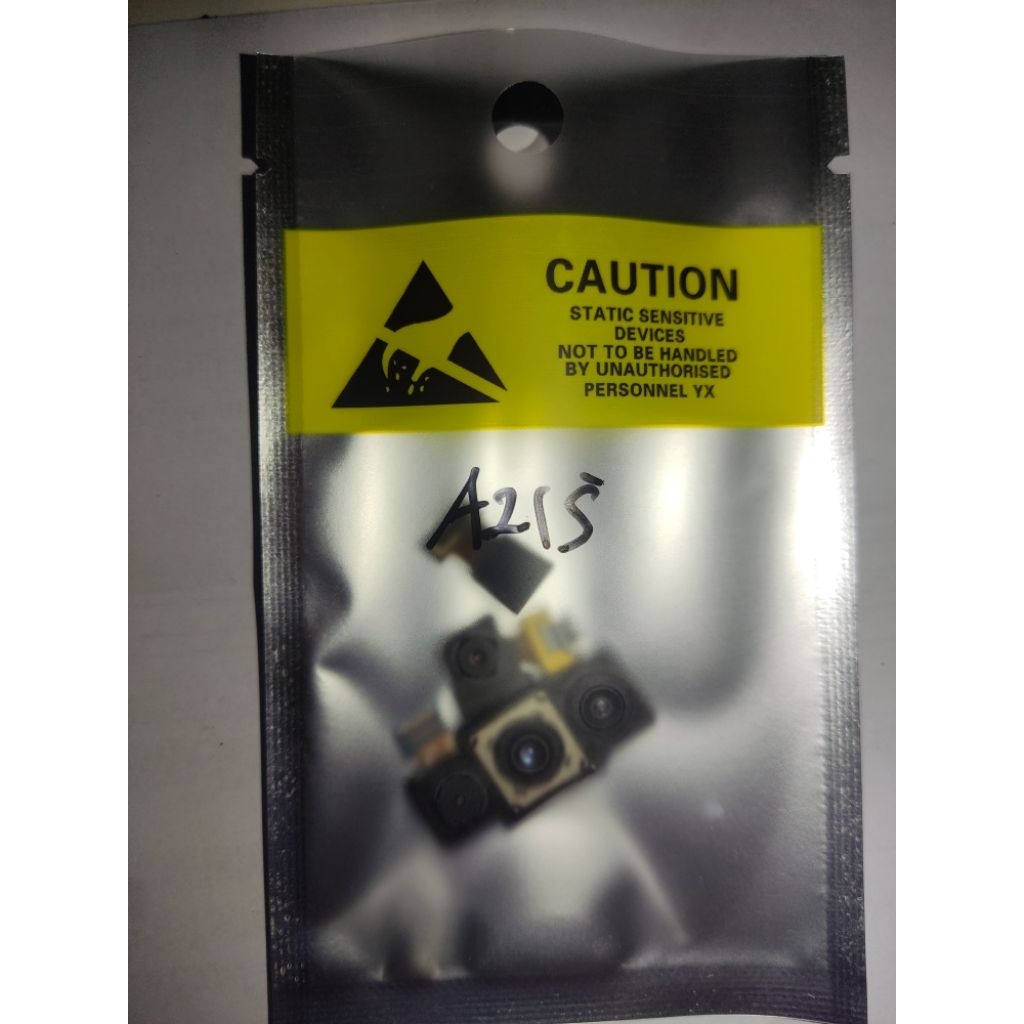 CAUTION
STATIC SENSITIVE
DEVICES
NOT TO BE HANDLED
BY UNAUTHORISED
PERSONNEL YX
A21S